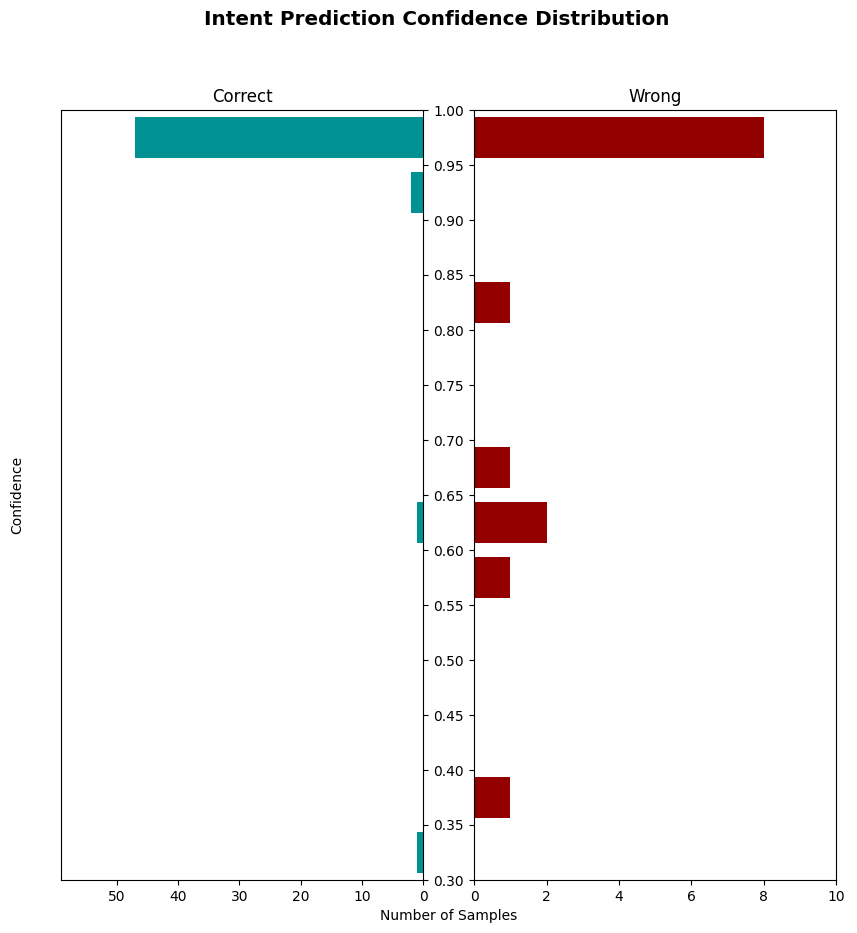 Intent Prediction Confidence Distribution
Correct
Wrong
1.00
0.95
0.90
0.85
0.80
0.75
0.70
0.65
0.60
0.55
0.50
0.45
0.40
0.35
0.30
Confidence
50 40 30 20 10 0
0 2 4 6 8 10
Number of Samples